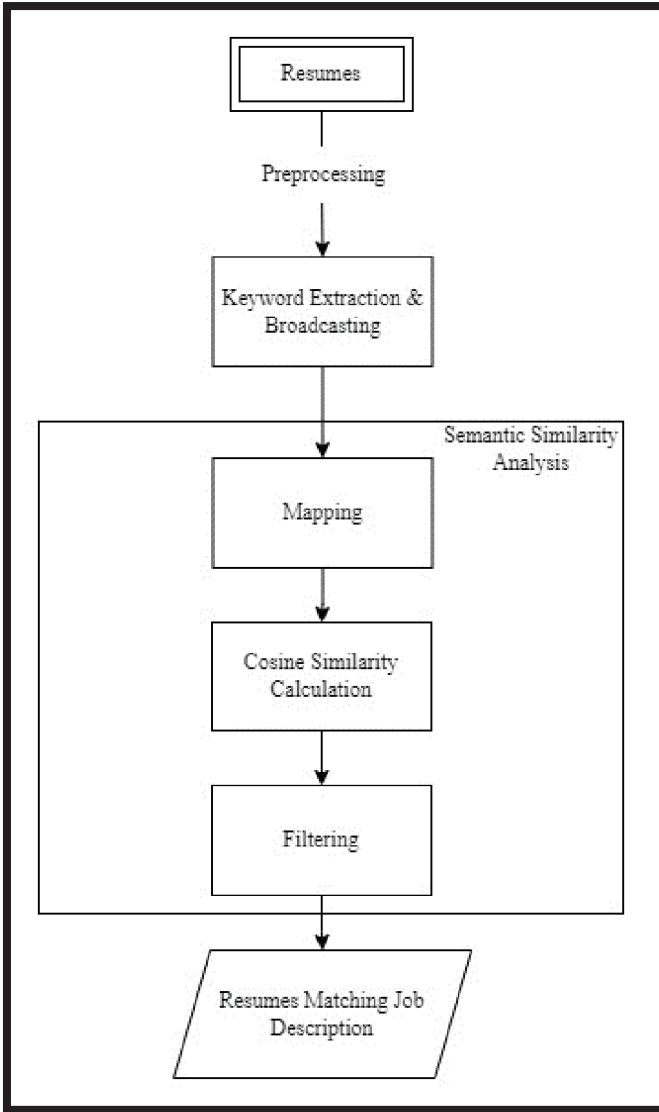 Resumes
Preprocessing
Keyword Extraction &
Broadcasting
Semantic Similarity
Analysis
Mapping
Cosine Similarity
Calculation
Filtering
Resumes Matching Job
Description